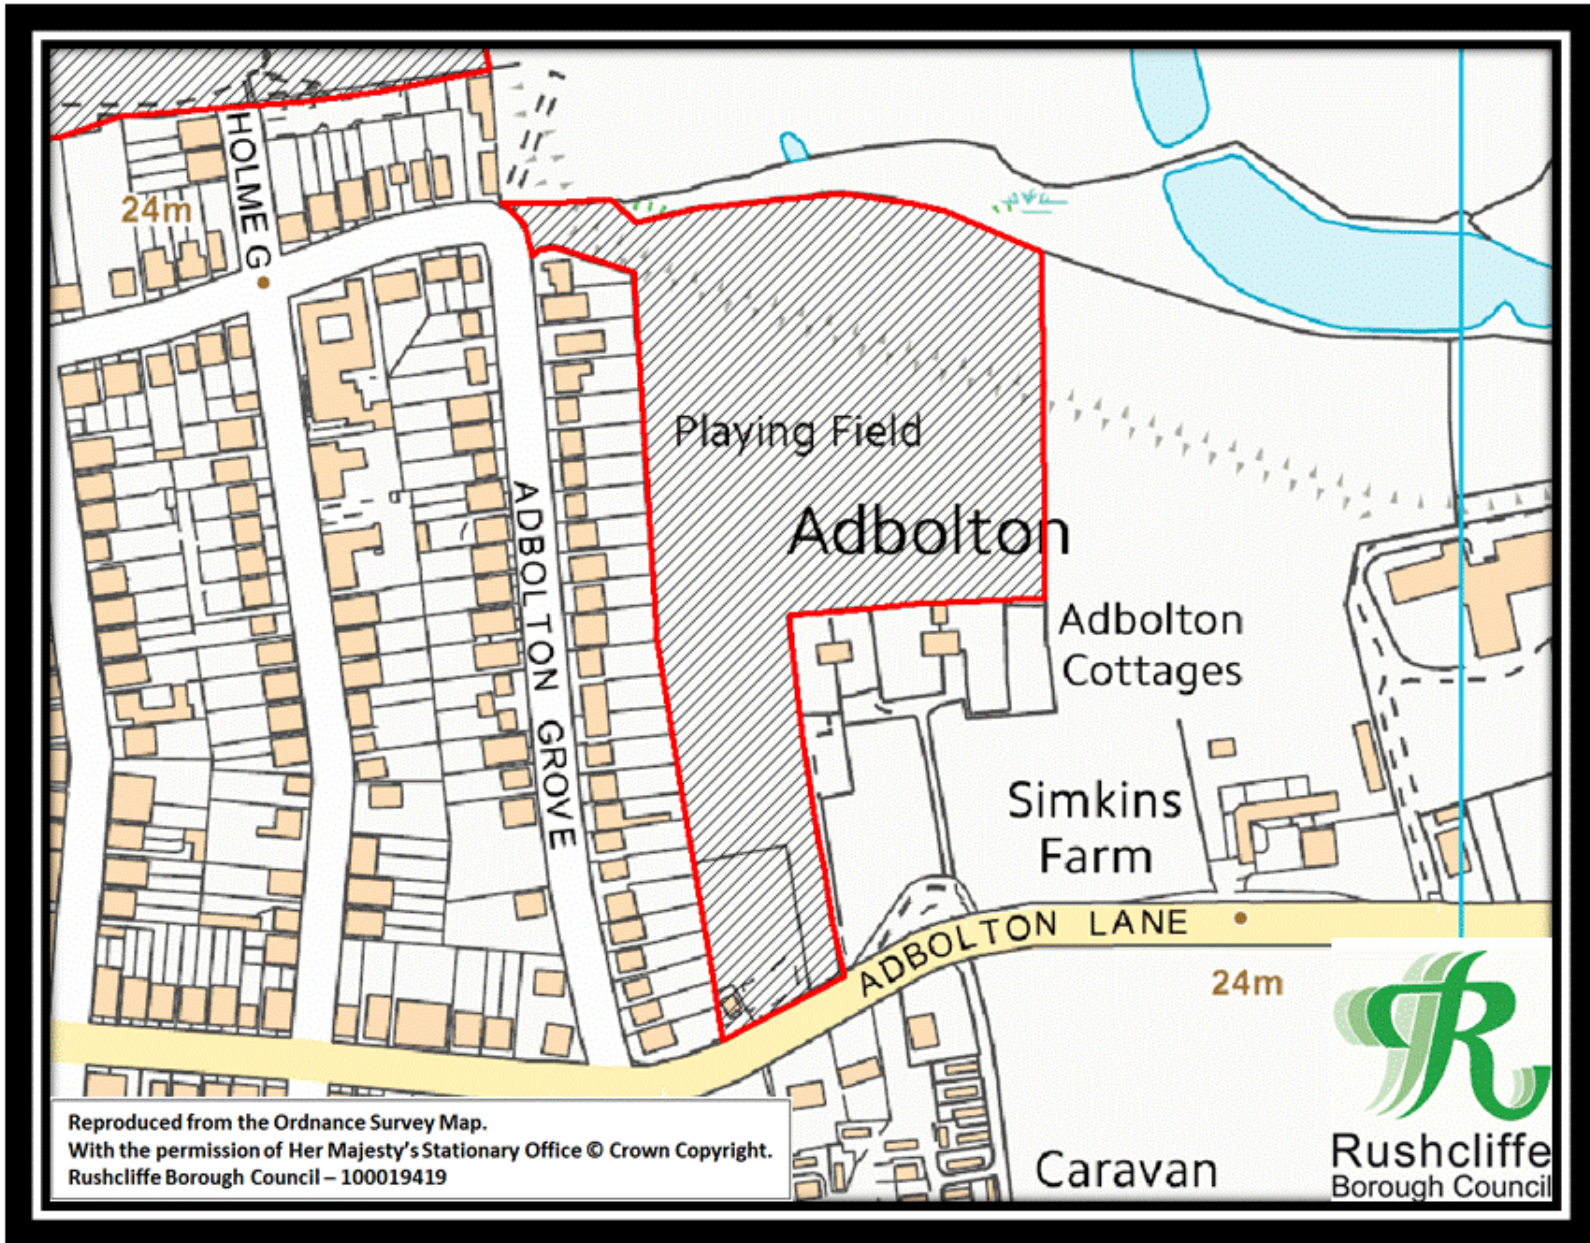 HOLME G
24m
Playing Field
Adbolton
ADBOLTON GROVE
Adbolton
Cottages
Simkins
Farm
ADBOLTON LANE
24m
Caravan
Reproduced from the Ordnance Survey Map.
With the permission of Her Majesty's Stationary Office © Crown Copyright.
Rushcliffe Borough Council – 100019419
R
Rushcliffe
Borough Council